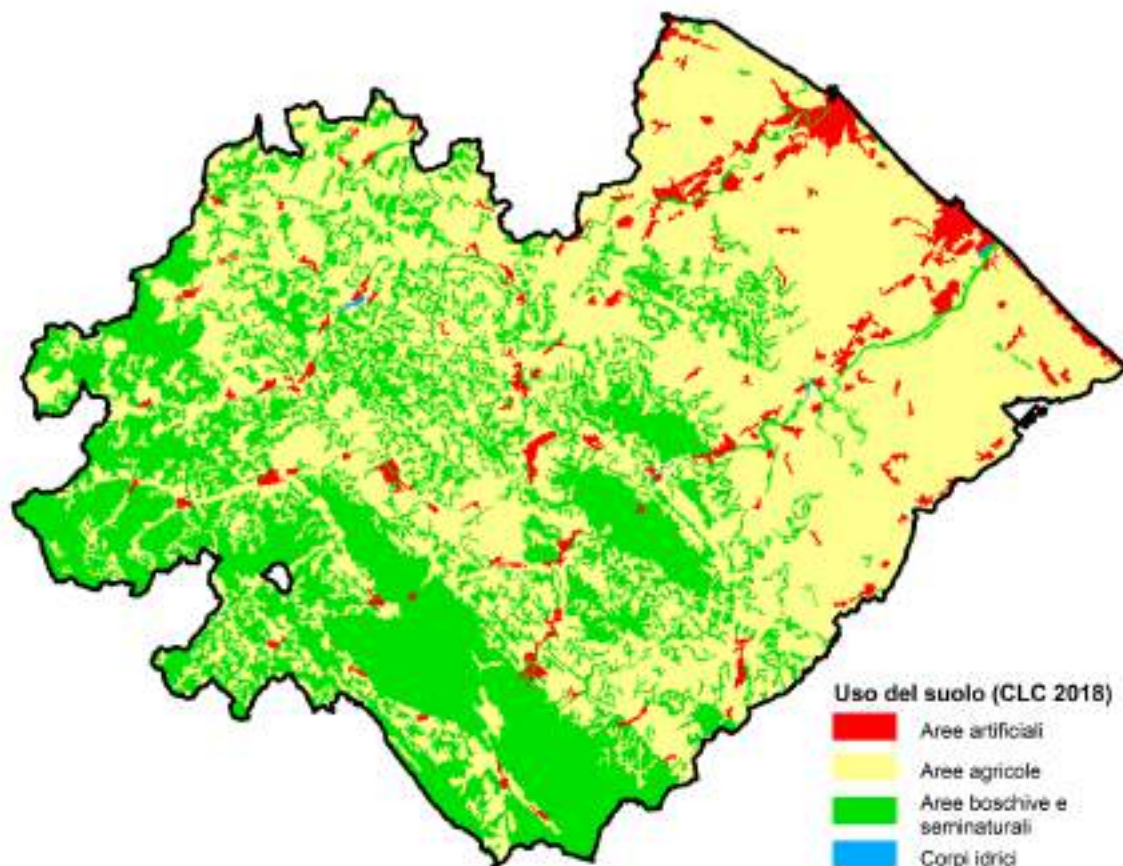 Uso del suolo (CLC 2018)
Aree artificiali
Aree agricole
Aree boschive e
seminaturali
Corpi idrici